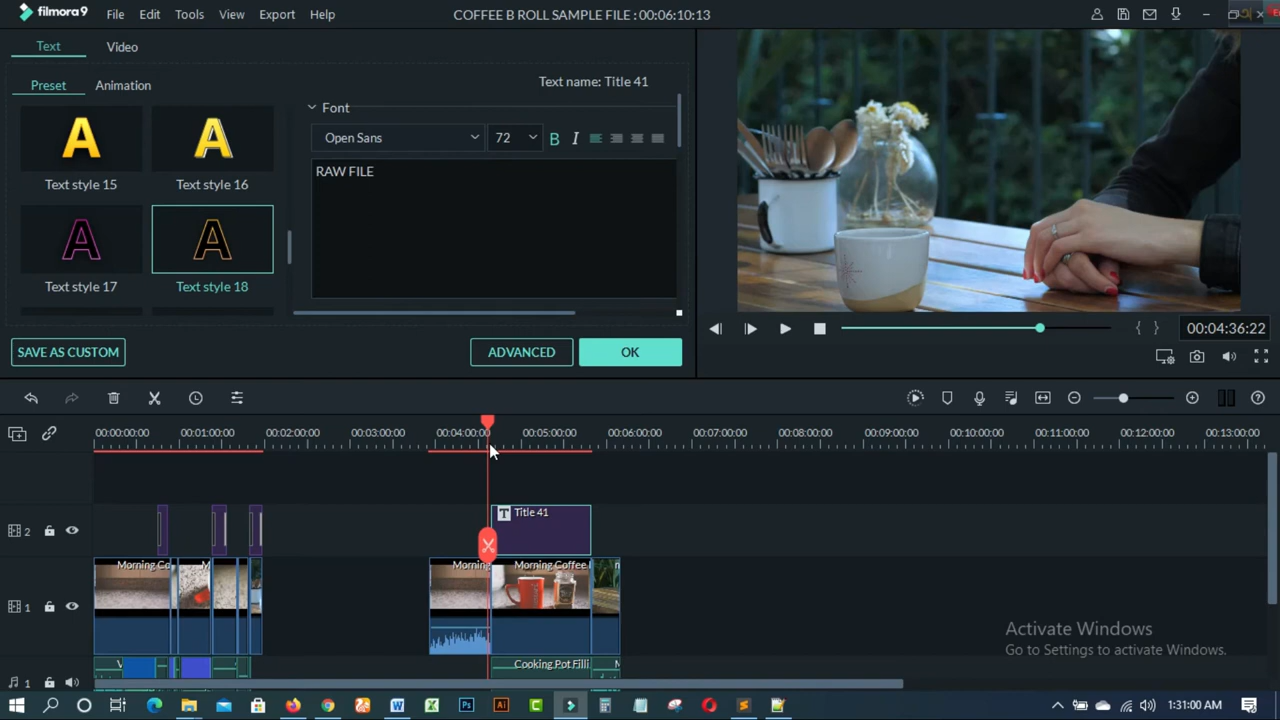 filmora9 File Edit Tools View Export Help COFFEE B ROLL SAMPLE FILE : 00:06:10:13
Text Video
Preset Animation Text name: Title 41
Font
Open Sans 72 B I
RAW FILE
A A
Text style 15 Text style 16
A A
Text style 17 Text style 18
00:04:36:22
SAVE AS CUSTOM ADVANCED OK
00:00:00:00 00:01:00:00 00:02:00:00 00:03:00:00 00:04:00:00 00:05:00:00 00:06:00:00 00:07:00:00 00:08:00:00 00:09:00:00 00:10:00:00 00:11:00:00 00:12:00:00 00:13:00:00
2 T Title 41
Morning Co M Morning Morning Coffee
1
Activate Windows
Go to Settings to activate Windows.
V Cooking Pot Filli M
1
W Ps Ai C 1:31:00 AM